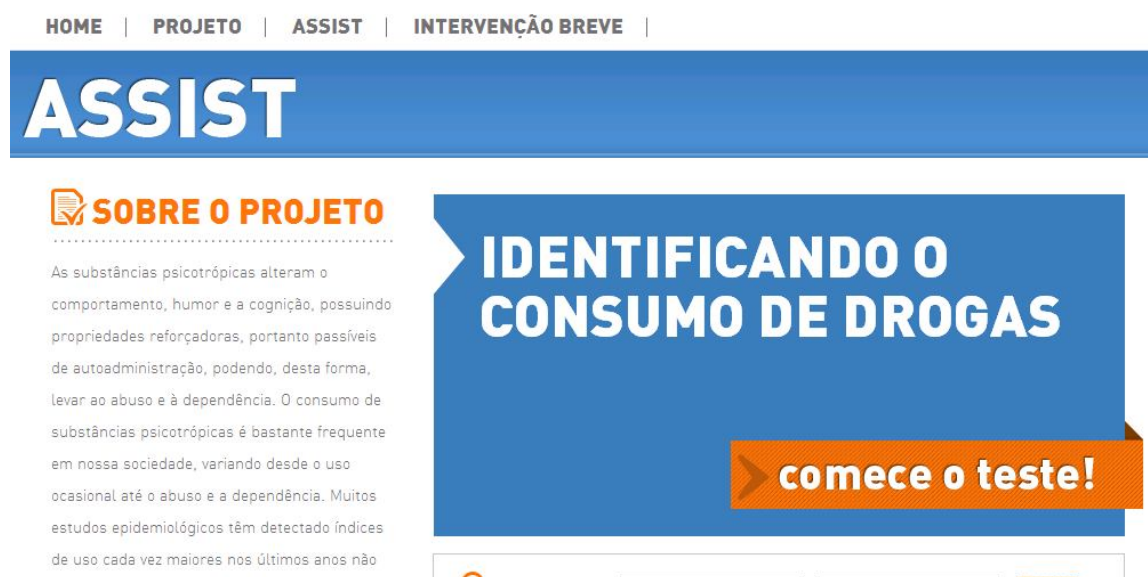 HOME | PROJETO | ASSIST | INTERVENÇÃO BREVE |
ASSIST
SOBRE O PROJETO
As substâncias psicotrópicas alteram o
comportamento, humor e a cognição, possuindo
propriedades reforçadoras, portanto passíveis
de autoadministração, podendo, desta forma,
levar ao abuso e à dependência. O consumo de
substâncias psicotrópicas é bastante frequente
em nossa sociedade, variando desde o uso
ocasional até o abuso e a dependência. Muitos
estudos epidemiológicos têm detectado índices
de uso cada vez maiores nos últimos anos não
IDENTIFICANDO O
CONSUMO DE DROGAS
comece o teste!